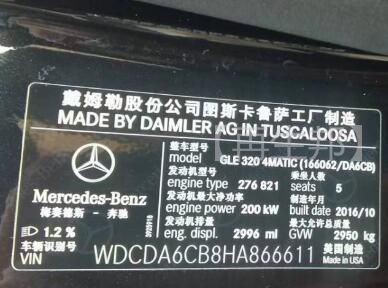 戴姆勒股份公司图斯卡鲁萨工厂制造
MADE BY DAIMLER AG IN TUSCALOOSA
整车型号
model GLE 320 4MATIC (166062/DA6CB)
发动机型号 乘坐人数
engine type 276 821 seats 5
发动机最大净功率 制造年月
engine power 200 kW built date 2016/10
发动机排量 最大允许总质量
eng. displ. 2996 ml GVW 2950 kg
Mercedes-Benz
梅赛德斯 - 奔驰
1.2 %
车辆识别号
VIN WDCDA6CB8HA866611
美国制造
Made in USA